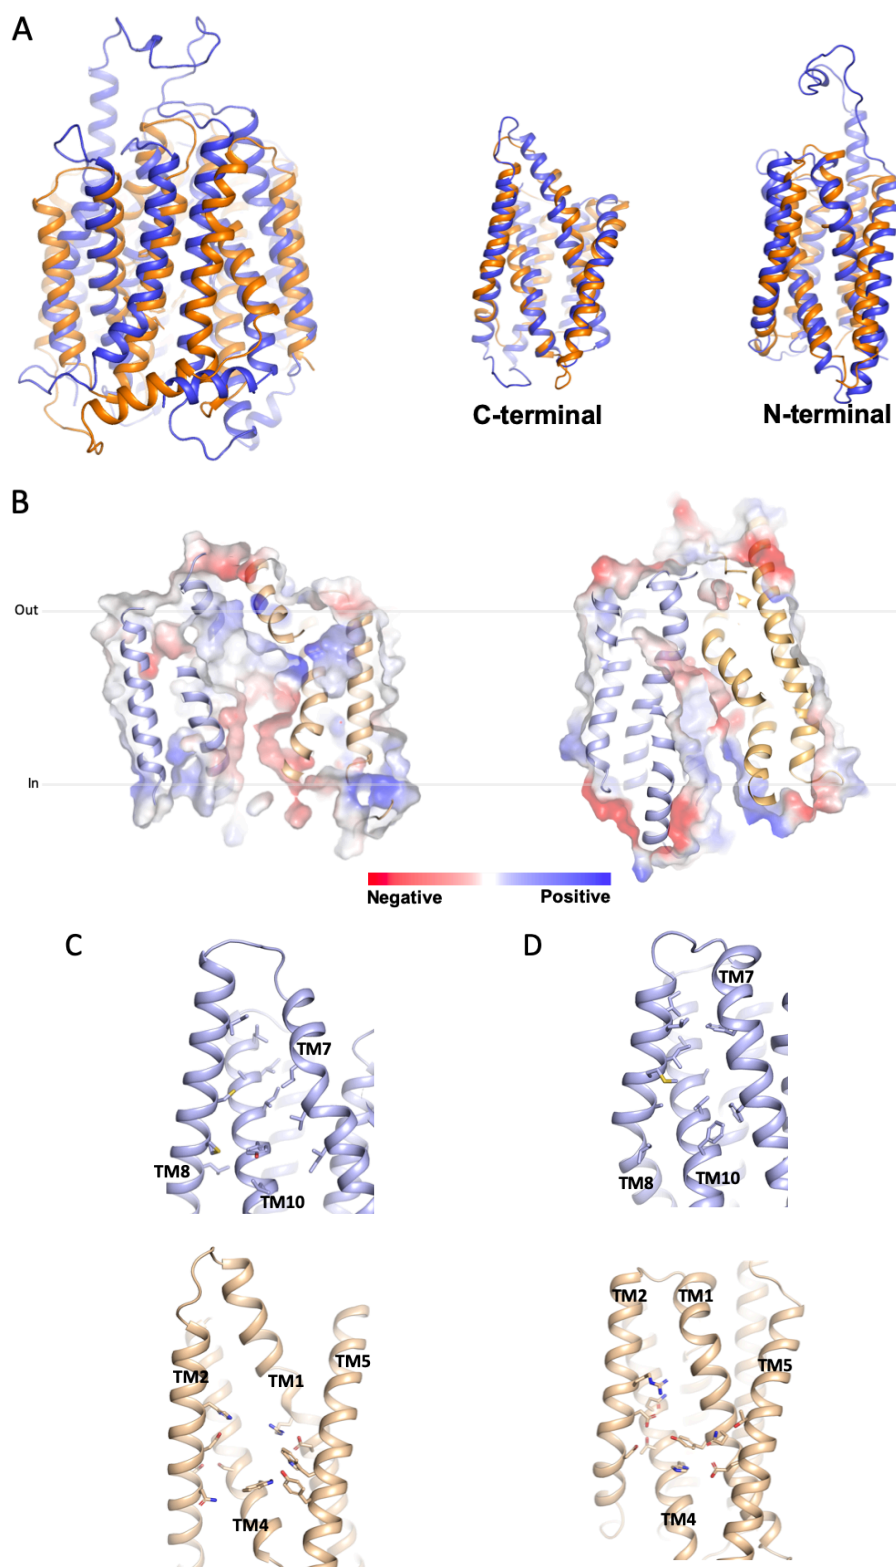 A
C-terminal
N-terminal
B
Out
In
Negative
Positive
C
D
TM7
TM7
TM8
TM10
TM8
TM10
TM2
TM1
TM2
TM1
TM5
TM5
TM4
TM4